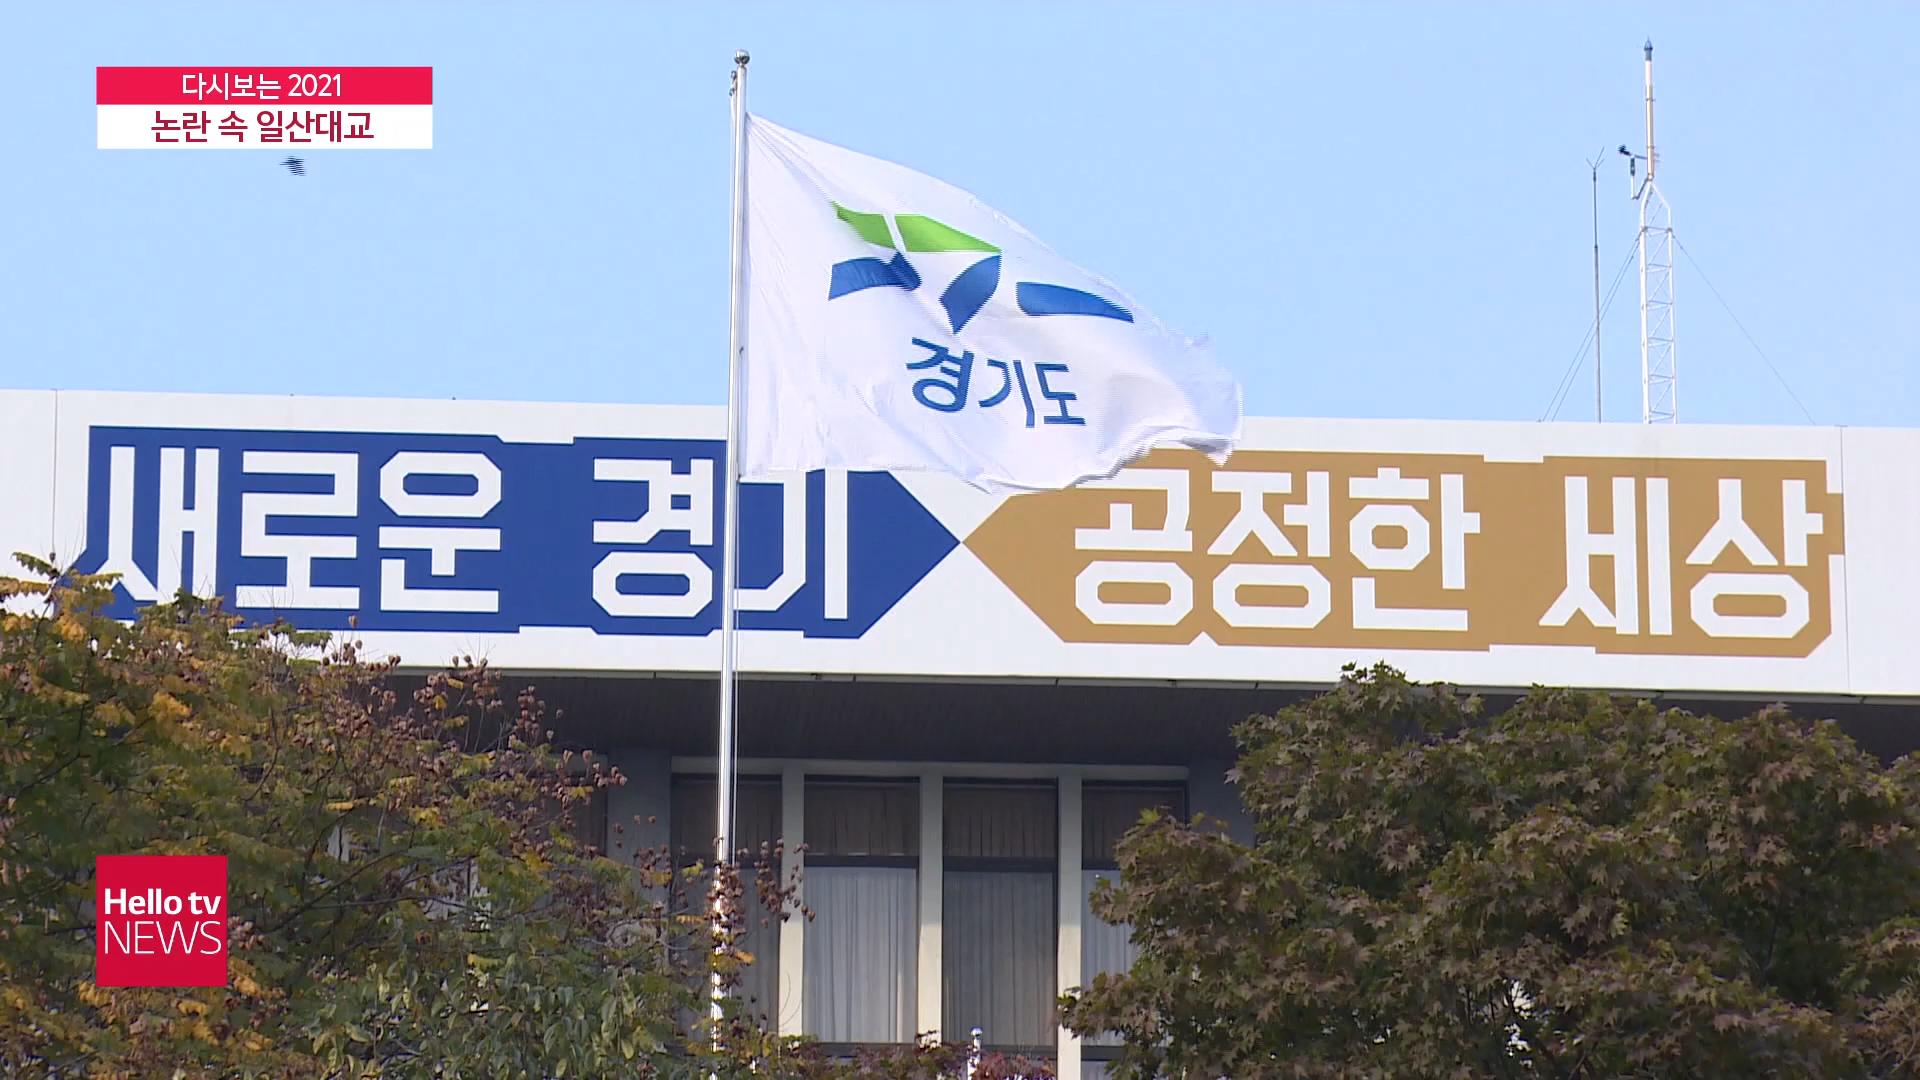 다시보는 2021
논란 속 일산대교
경기도
새로운 경기 공정한 세상
Hello tv
NEWS